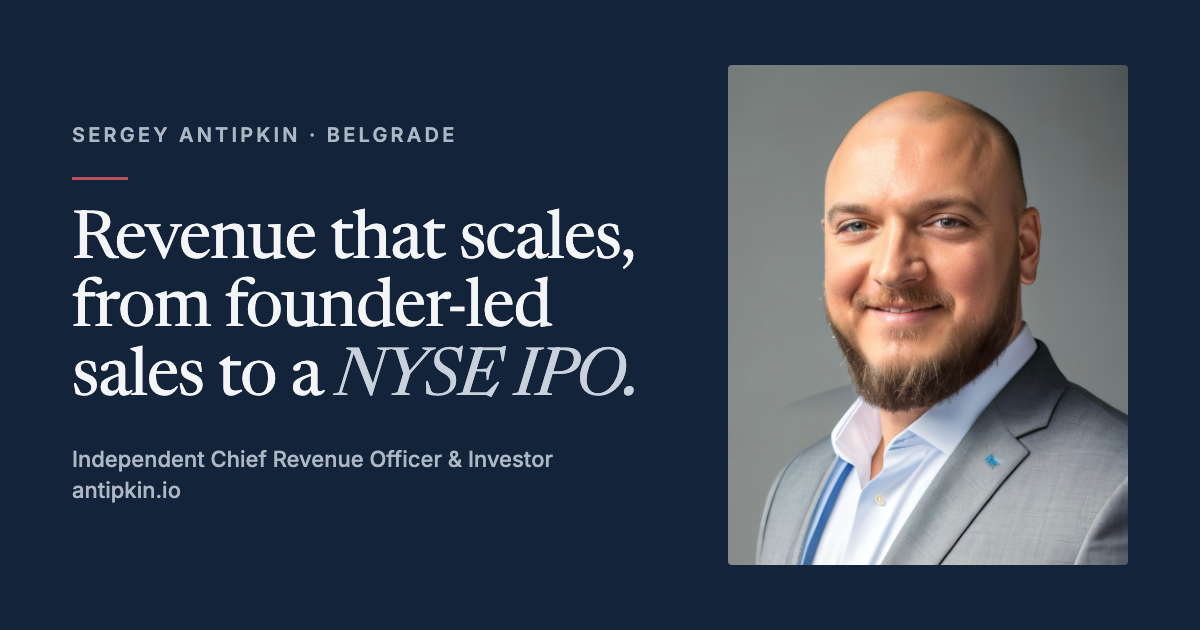 SERGEY ANTIPKIN · BELGRADE
Revenue that scales,
from founder-led
sales to a NYSE IPO.
Independent Chief Revenue Officer & Investor
antipkin.io